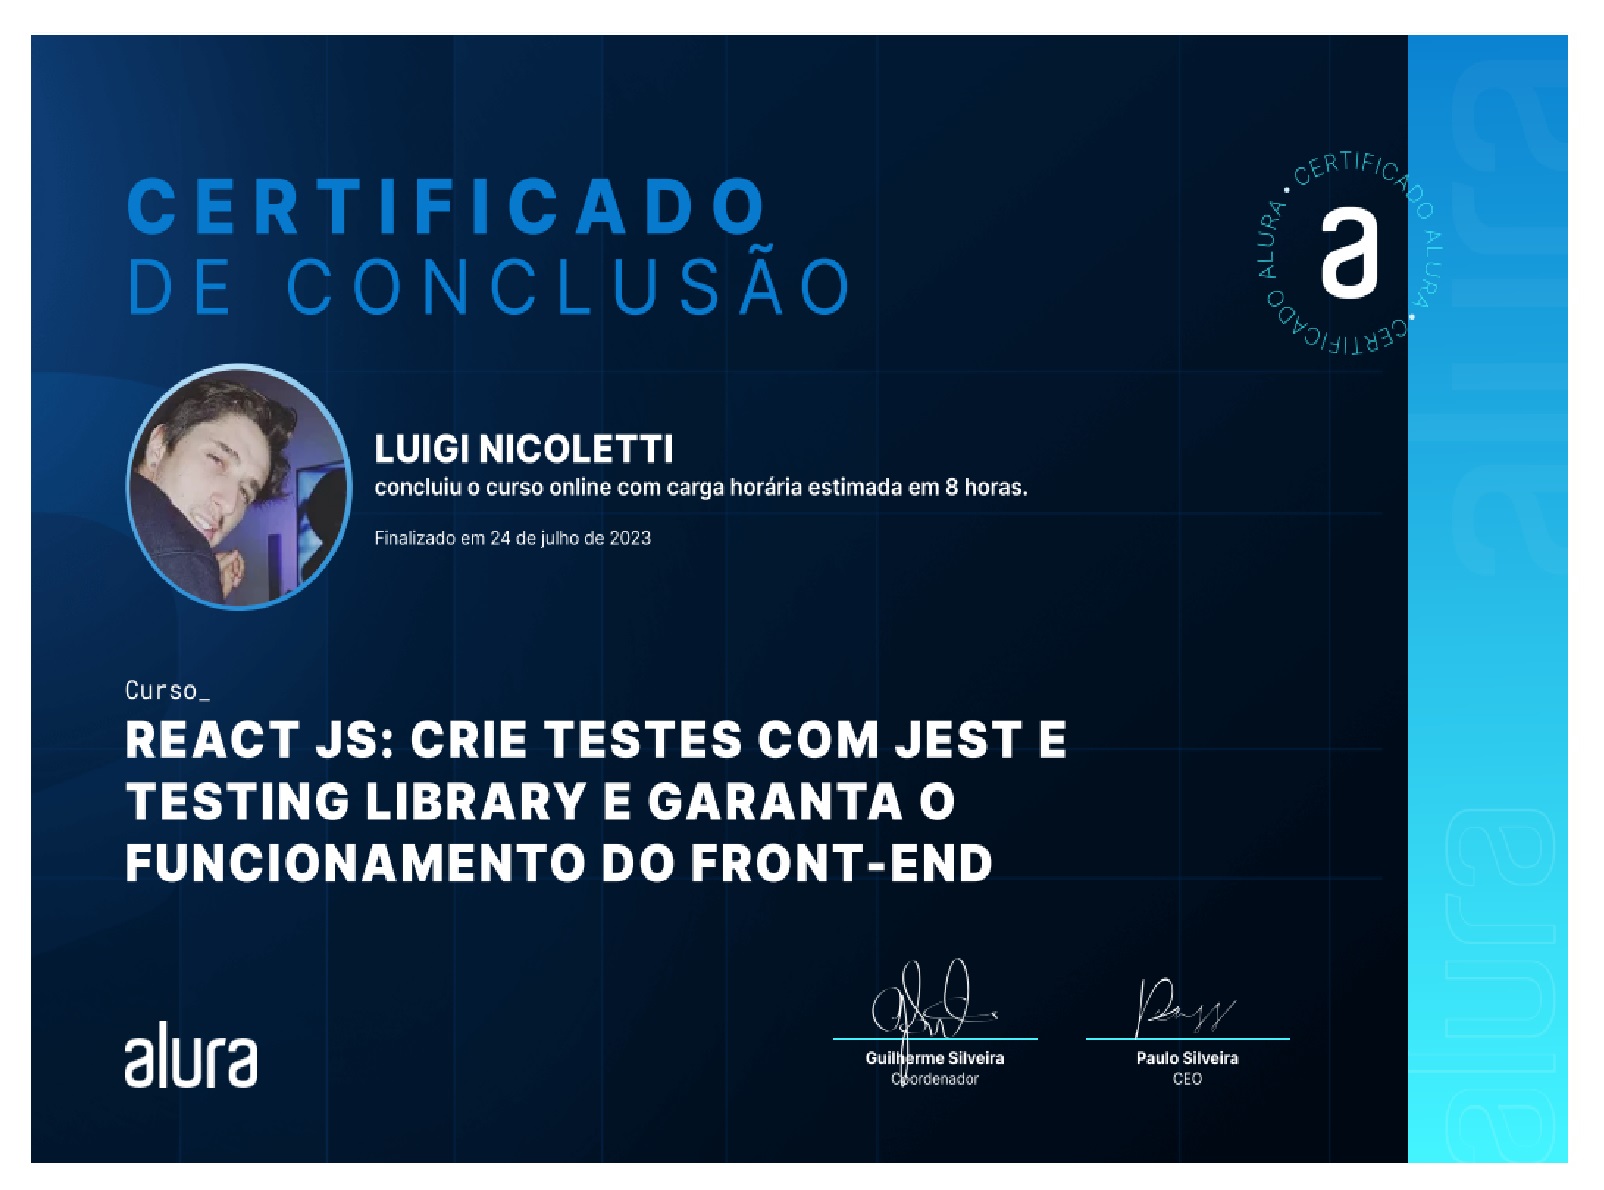 CERTIFICADO
DE CONCLUSÃO
CERTIFICADO ALURA • CERTIFICADO ALURA •
a
LUIGI NICOLETTI
concluiu o curso online com carga horária estimada em 8 horas.
Finalizado em 24 de julho de 2023
Curso_
REACT JS: CRIE TESTES COM JEST E
TESTING LIBRARY E GARANTA O
FUNCIONAMENTO DO FRONT-END
alura
Guilherme Silveira
Coordenador
Paulo Silveira
CEO
alura
alura